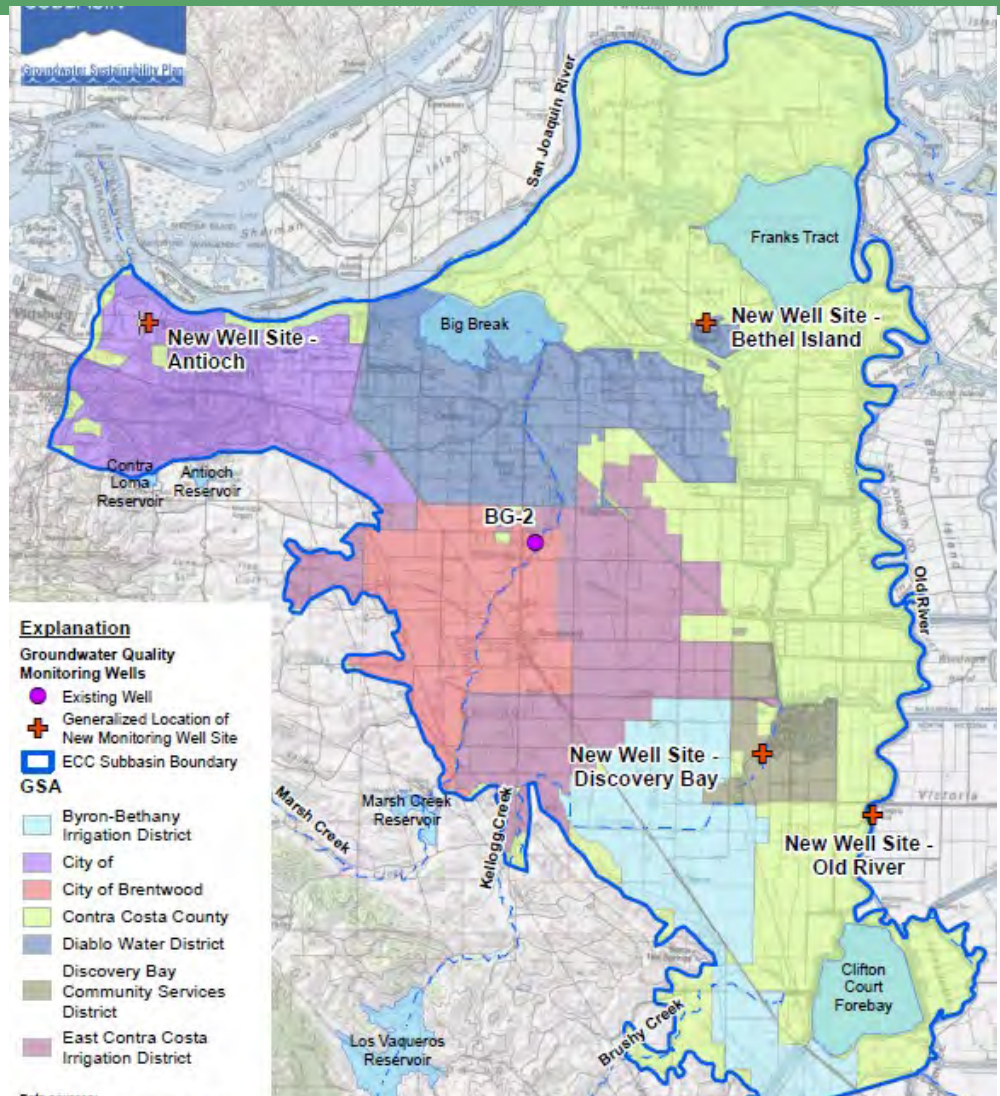 Groundwater Sustainability Plan
San Joaquin River
Franks Tract
Big Break
New Well Site -
Antioch
New Well Site -
Bethel Island
Contra
Loma
Reservoir
Antioch
Reservoir
BG-2
Old River
New Well Site -
Discovery Bay
New Well Site -
Old River
Marsh Creek
Marsh Creek
Reservoir
Kellogg Creek
Victoria
Clifton
Court
Forebay
Brushy Creek
Los Vaqueros
Reservoir
Explanation
Groundwater Quality
Monitoring Wells
Existing Well
Generalized Location of
New Monitoring Well Site
ECC Subbasin Boundary
GSA
Byron-Bethany
Irrigation District
City of
City of Brentwood
Contra Costa County
Diablo Water District
Discovery Bay
Community Services
District
East Contra Costa
Irrigation District